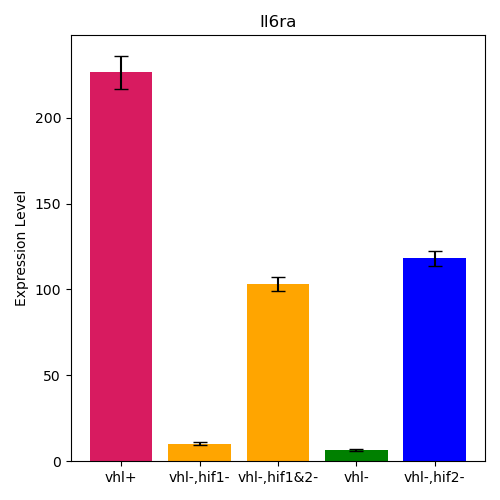 Il6ra
Expression Level
200
150
100
50
0
vhl+ vhl-,hif1- vhl-,hif1&2- vhl- vhl-,hif2-